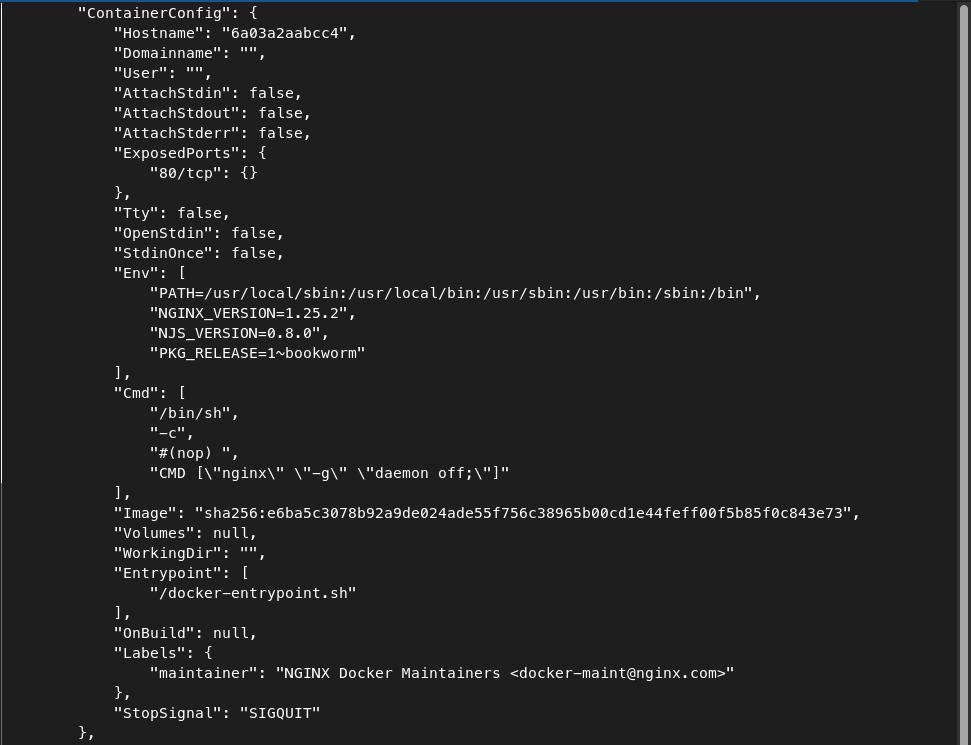 "ContainerConfig": {
"Hostname": "6a03a2aabcc4",
"Domainname": "",
"User": "",
"AttachStdin": false,
"AttachStdout": false,
"AttachStderr": false,
"ExposedPorts": {
"80/tcp": {}
},
"Tty": false,
"OpenStdin": false,
"StdinOnce": false,
"Env": [
"PATH=/usr/local/sbin:/usr/local/bin:/usr/sbin:/usr/bin:/sbin:/bin",
"NGINX_VERSION=1.25.2",
"NJS_VERSION=0.8.0",
"PKG_RELEASE=1~bookworm"
],
"Cmd": [
"/bin/sh",
"-c",
"#(nop) ",
"CMD [\"nginx\" \"-g\" \"daemon off;\"]"
],
"Image": "sha256:e6ba5c3078b92a9de024ade55f756c38965b00cd1e44feff00f5b85f0c843e73",
"Volumes": null,
"WorkingDir": "",
"Entrypoint": [
"/docker-entrypoint.sh"
],
"OnBuild": null,
"Labels": {
"maintainer": "NGINX Docker Maintainers <docker-maint@nginx.com>"
},
"StopSignal": "SIGQUIT"
},